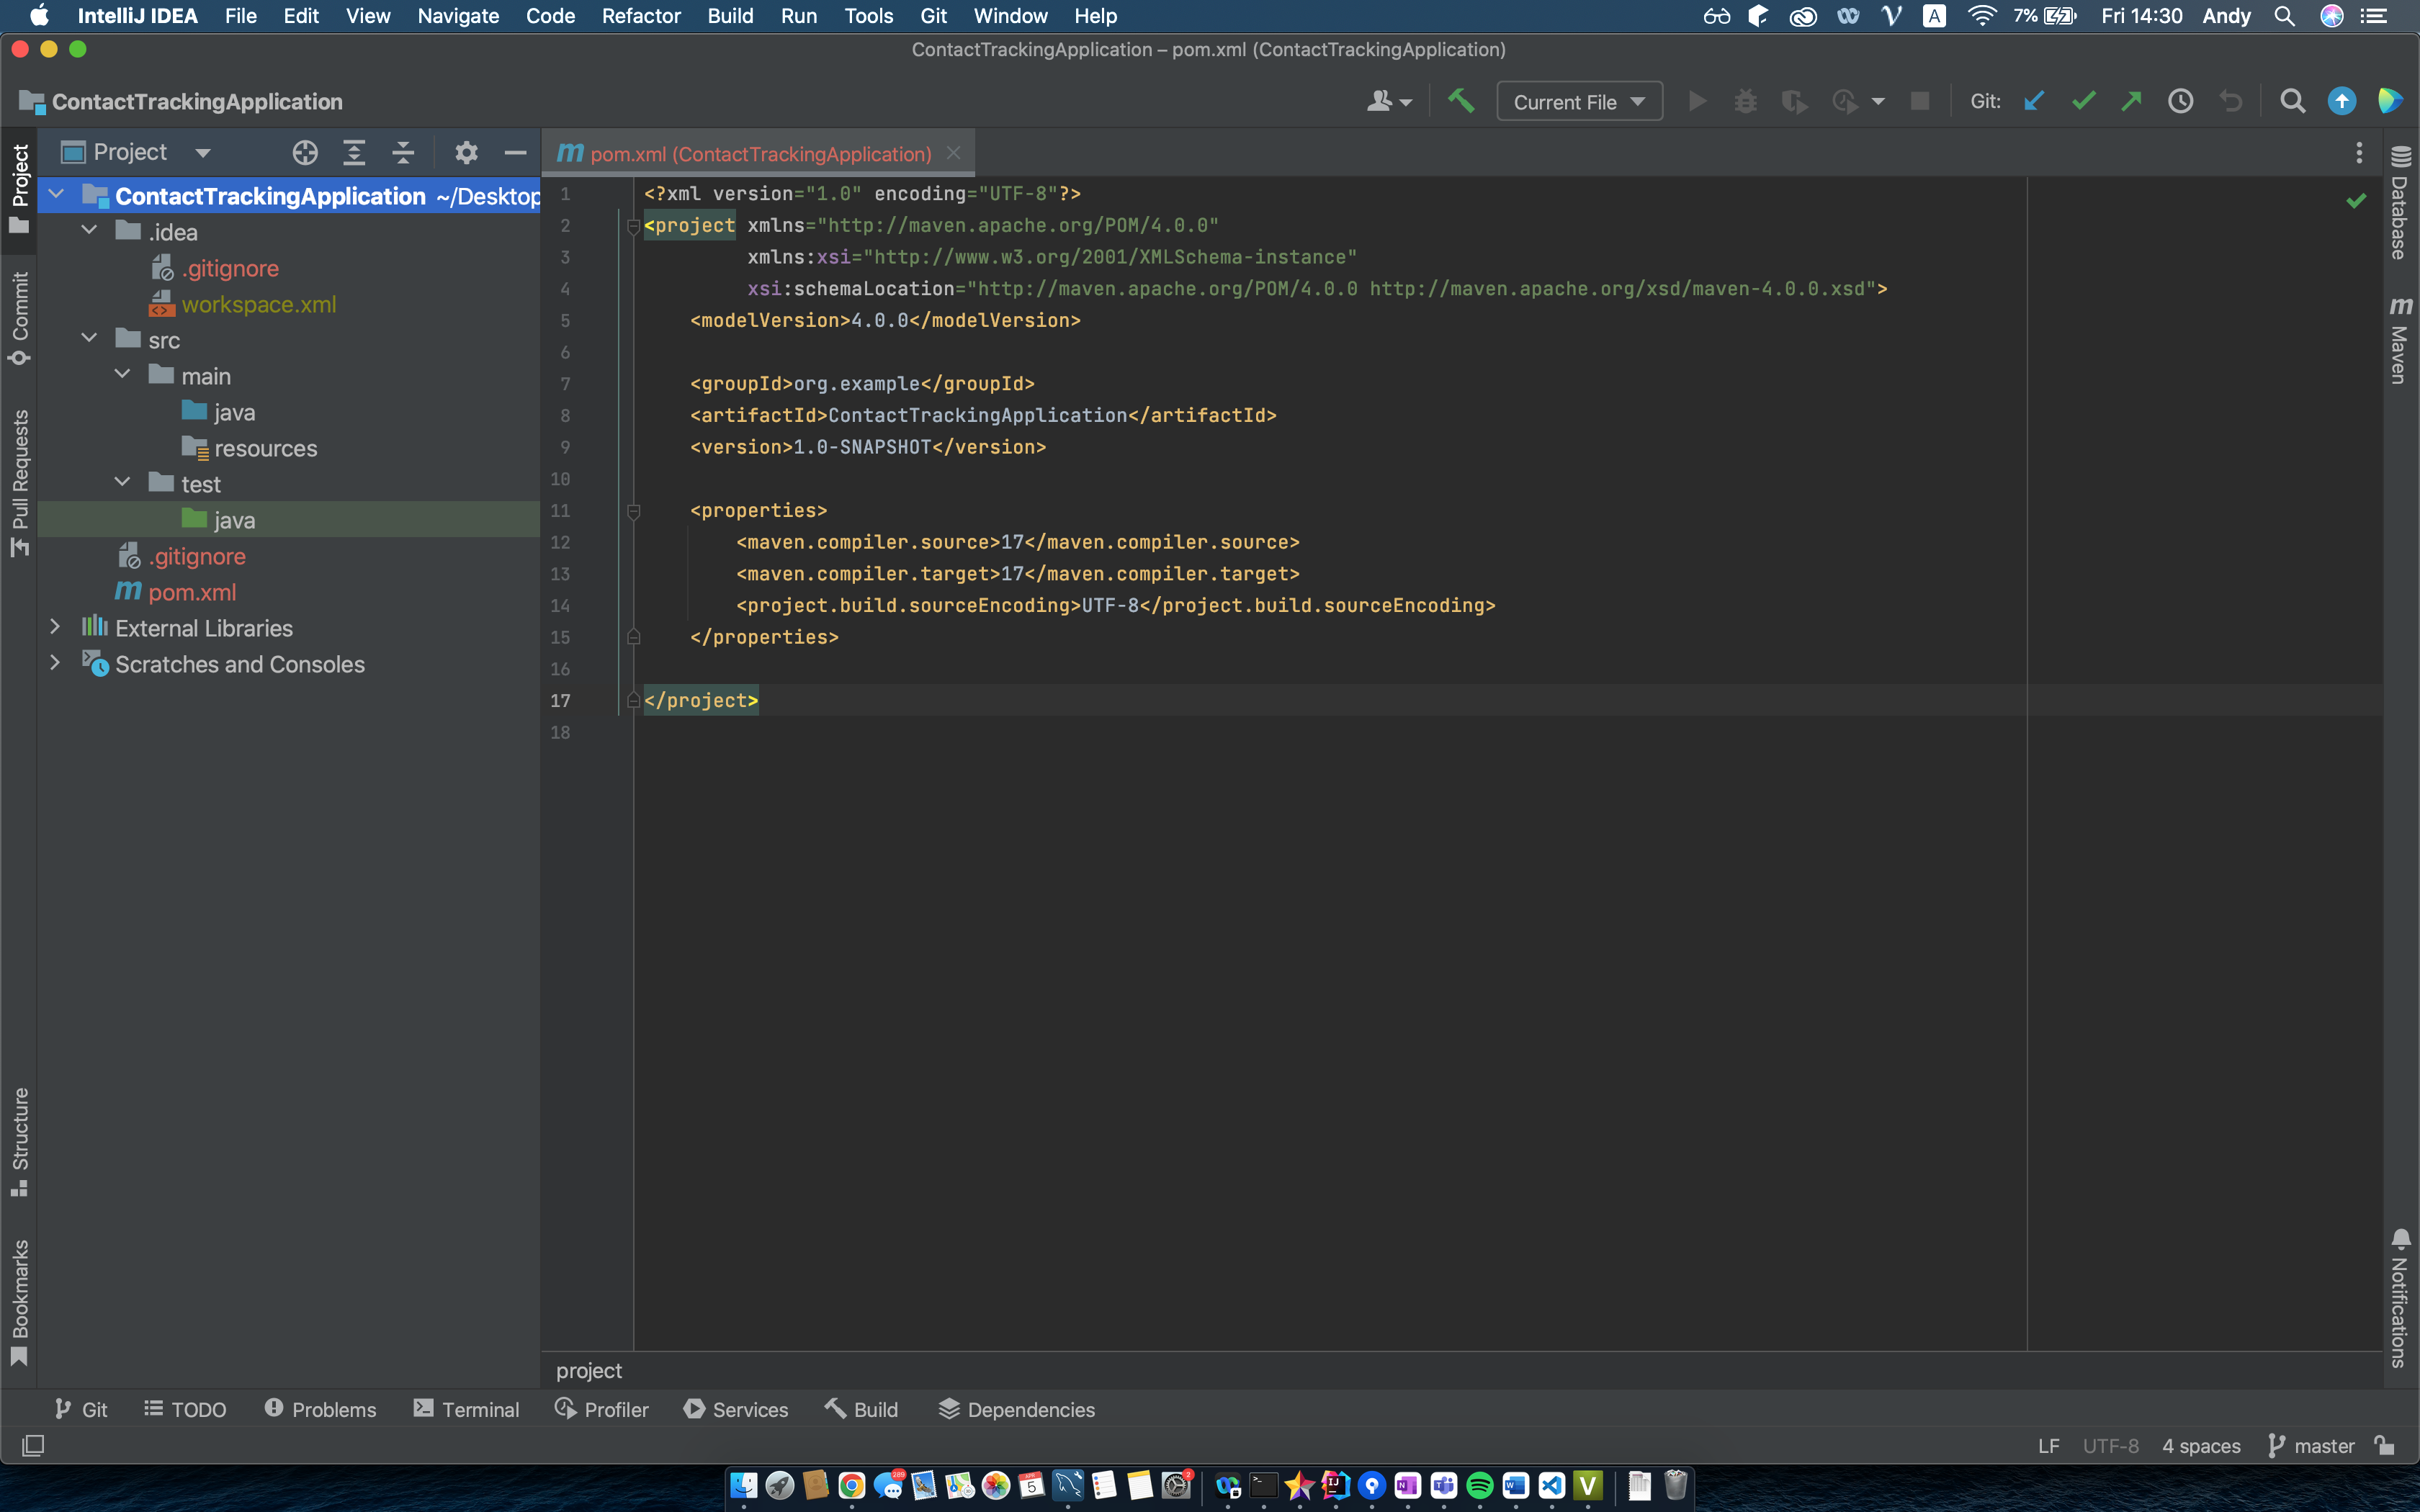 IntelliJ IDEA File Edit View Navigate Code Refactor Build Run Tools Git Window Help A 7% Fri 14:30 Andy
ContactTrackingApplication – pom.xml (ContactTrackingApplication)
ContactTrackingApplication Current File Git:
Project
pom.xml (ContactTrackingApplication)
ContactTrackingApplication ~/Desktop
.idea
.gitignore
workspace.xml
src
main
java
resources
test
java
.gitignore
pom.xml
External Libraries
Scratches and Consoles
1 <?xml version="1.0" encoding="UTF-8"?>
2 <project xmlns="http://maven.apache.org/POM/4.0.0"
3 xmlns:xsi="http://www.w3.org/2001/XMLSchema-instance"
4 xsi:schemaLocation="http://maven.apache.org/POM/4.0.0 http://maven.apache.org/xsd/maven-4.0.0.xsd">
5 <modelVersion>4.0.0</modelVersion>
6
7 <groupId>org.example</groupId>
8 <artifactId>ContactTrackingApplication</artifactId>
9 <version>1.0-SNAPSHOT</version>
10
11 <properties>
12 <maven.compiler.source>17</maven.compiler.source>
13 <maven.compiler.target>17</maven.compiler.target>
14 <project.build.sourceEncoding>UTF-8</project.build.sourceEncoding>
15 </properties>
16
17 </project>
18
Project
Commit
Pull Requests
Structure
Bookmarks
Database
Maven
Notifications
project
Git TODO Problems Terminal Profiler Services Build Dependencies
LF UTF-8 4 spaces master
289
5
2